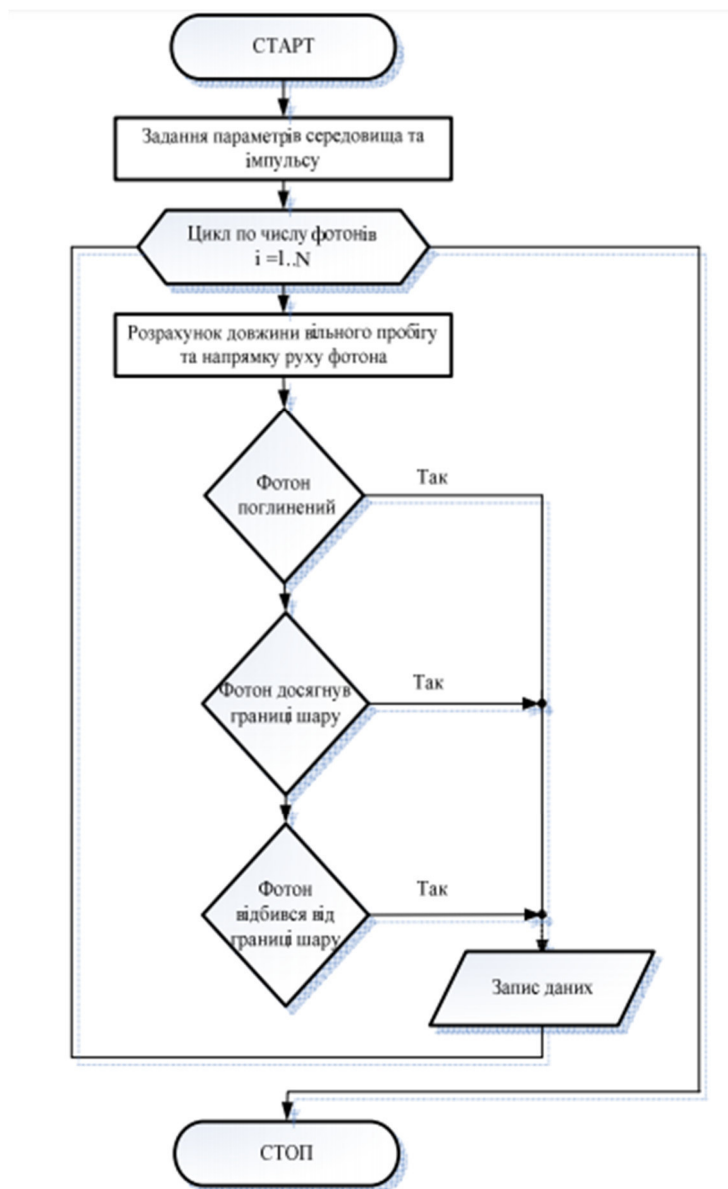 СТАРТ
Задання параметрів середовища та
імпульсу
Цикл по числу фотонів
i =1..N
Розрахунок довжини вільного пробігу
та напрямку руху фотона
Фотон
поглинений
Так
Фотон досягнув
границі шару
Так
Фотон
відбився від
границі шару
Так
Запис даних
СТОП